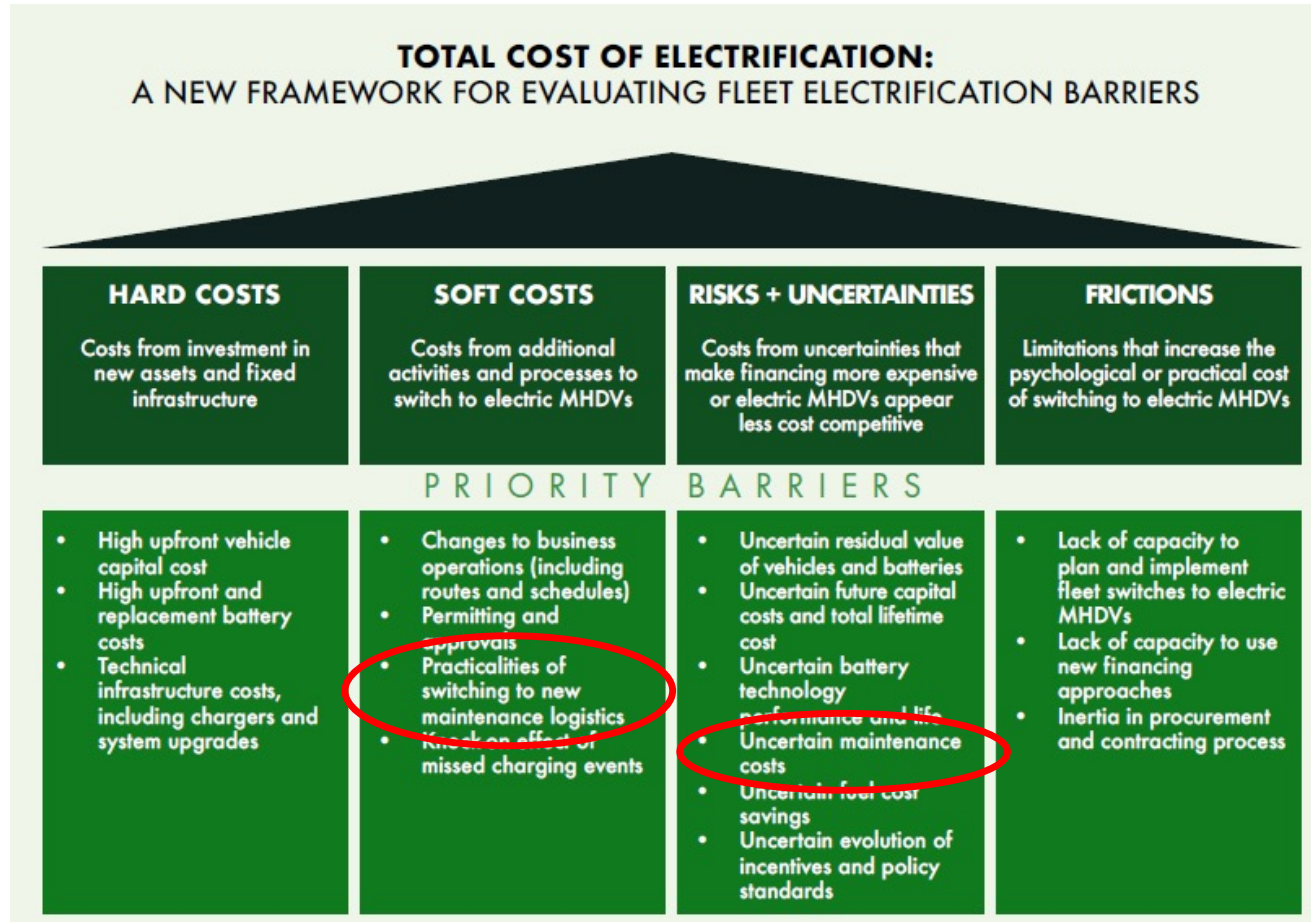 TOTAL COST OF ELECTRIFICATION:
A NEW FRAMEWORK FOR EVALUATING FLEET ELECTRIFICATION BARRIERS
HARD COSTS
Costs from investment in
new assets and fixed
infrastructure
SOFT COSTS
Costs from additional
activities and processes to
switch to electric MHDVs
RISKS + UNCERTAINTIES
Costs from uncertainties that
make financing more expensive
or electric MHDVs appear
less cost competitive
FRICTIONS
Limitations that increase the
psychological or practical cost
of switching to electric MHDVs
PRIORITY BARRIERS
• High upfront vehicle
capital cost
• High upfront and
replacement battery
costs
• Technical
infrastructure costs,
including chargers and
system upgrades
• Changes to business
operations (including
routes and schedules)
• Permitting and
approvals
• Practicalities of
switching to new
maintenance logistics
• Knock-on effect of
missed charging events
• Uncertain residual value
of vehicles and batteries
• Uncertain future capital
costs and total lifetime
cost
• Uncertain battery
technology
performance and life
• Uncertain maintenance
costs
• Uncertain fuel cost
savings
• Uncertain evolution of
incentives and policy
standards
• Lack of capacity to
plan and implement
fleet switches to electric
MHDVs
• Lack of capacity to use
new financing
approaches
• Inertia in procurement
and contracting process